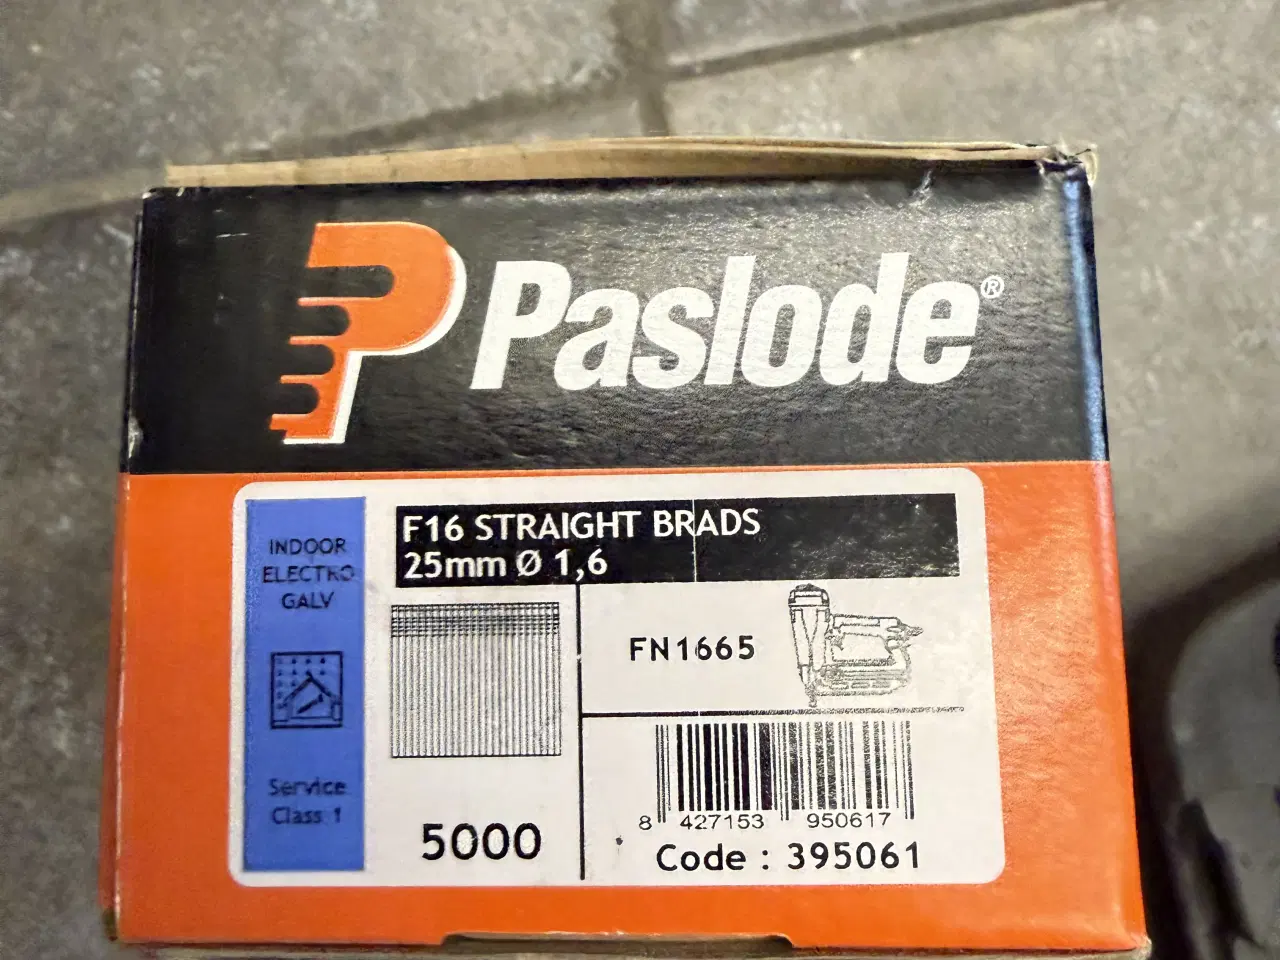 Paslode®
INDOOR
ELECTRO
GALV
Service
Class 1
F16 STRAIGHT BRADS
25mm Ø 1,6
5000
FN1665
8 427153 950617
Code : 395061